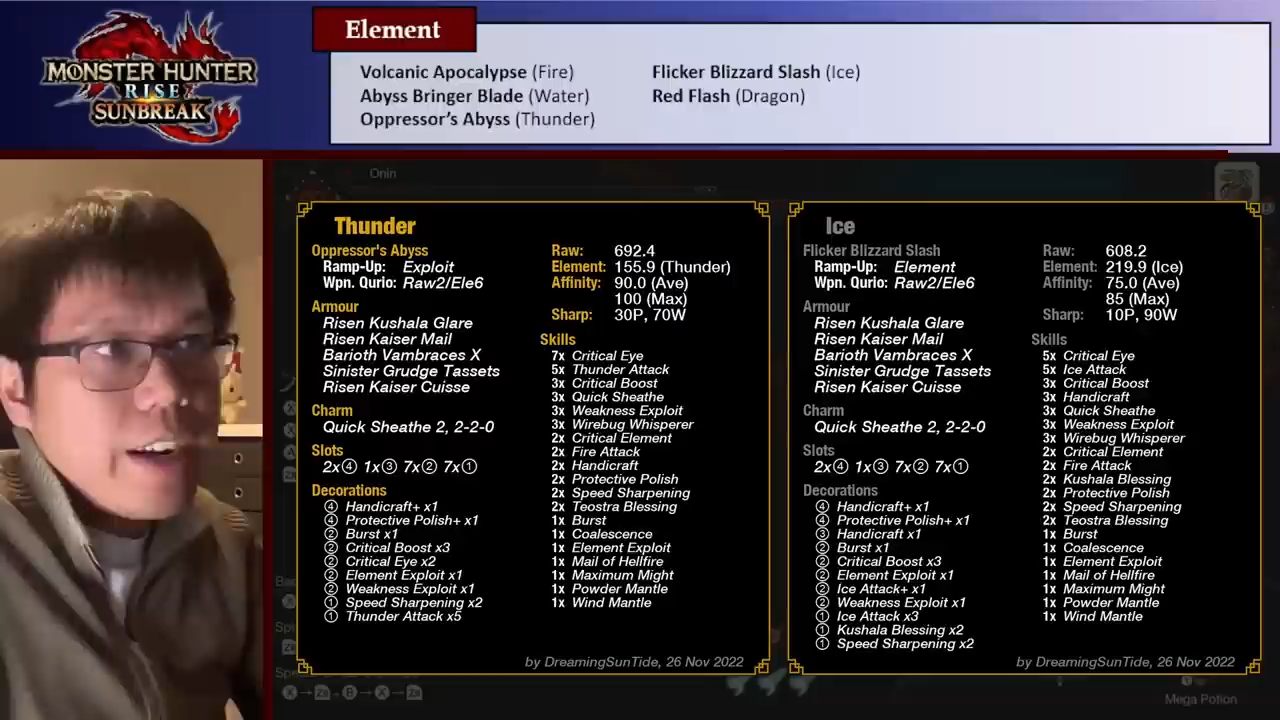 MONSTER HUNTER
RISE
SUNBREAK
Element
Volcanic Apocalypse (Fire)
Abyss Bringer Blade (Water)
Oppressor's Abyss (Thunder)
Flicker Blizzard Slash (Ice)
Red Flash (Dragon)
Onin
Thunder
Oppressor's Abyss
Ramp-Up: Exploit
Wpn. Qurio: Raw2/Ele6
Armour
Risen Kushala Glare
Risen Kaiser Mail
Barioth Vambraces X
Sinister Grudge Tassets
Risen Kaiser Cuisse
Charm
Quick Sheathe 2, 2-2-0
Slots
2x④ 1x③ 7x② 7x①
Decorations
④ Handicraft+ x1
④ Protective Polish+ x1
② Burst x1
② Critical Boost x3
② Critical Eye x2
② Element Exploit x1
② Weakness Exploit x1
① Speed Sharpening x2
① Thunder Attack x5
Raw: 692.4
Element: 155.9 (Thunder)
Affinity: 90.0 (Ave)
100 (Max)
Sharp: 30P, 70W
Skills
7x Critical Eye
5x Thunder Attack
3x Critical Boost
3x Quick Sheathe
3x Weakness Exploit
3x Wirebug Whisperer
2x Critical Element
2x Fire Attack
2x Handicraft
2x Protective Polish
2x Speed Sharpening
2x Teostra Blessing
1x Burst
1x Coalescence
1x Element Exploit
1x Mail of Hellfire
1x Maximum Might
1x Powder Mantle
1x Wind Mantle
by DreamingSunTide, 26 Nov 2022
Ice
Flicker Blizzard Slash
Ramp-Up: Element
Wpn. Qurio: Raw2/Ele6
Armour
Risen Kushala Glare
Risen Kaiser Mail
Barioth Vambraces X
Sinister Grudge Tassets
Risen Kaiser Cuisse
Charm
Quick Sheathe 2, 2-2-0
Slots
2x④ 1x③ 7x② 7x①
Decorations
④ Handicraft+ x1
④ Protective Polish+ x1
③ Handicraft x1
② Burst x1
② Critical Boost x3
② Element Exploit x1
② Ice Attack+ x1
② Weakness Exploit x1
① Ice Attack x3
① Kushala Blessing x2
① Speed Sharpening x2
Raw: 608.2
Element: 219.9 (Ice)
Affinity: 75.0 (Ave)
85 (Max)
Sharp: 10P, 90W
Skills
5x Critical Eye
5x Ice Attack
3x Critical Boost
3x Handicraft
3x Quick Sheathe
3x Weakness Exploit
3x Wirebug Whisperer
2x Critical Element
2x Fire Attack
2x Kushala Blessing
2x Protective Polish
2x Speed Sharpening
2x Teostra Blessing
1x Burst
1x Coalescence
1x Element Exploit
1x Mail of Hellfire
1x Maximum Might
1x Powder Mantle
1x Wind Mantle
by DreamingSunTide, 26 Nov 2022
Mega Potion